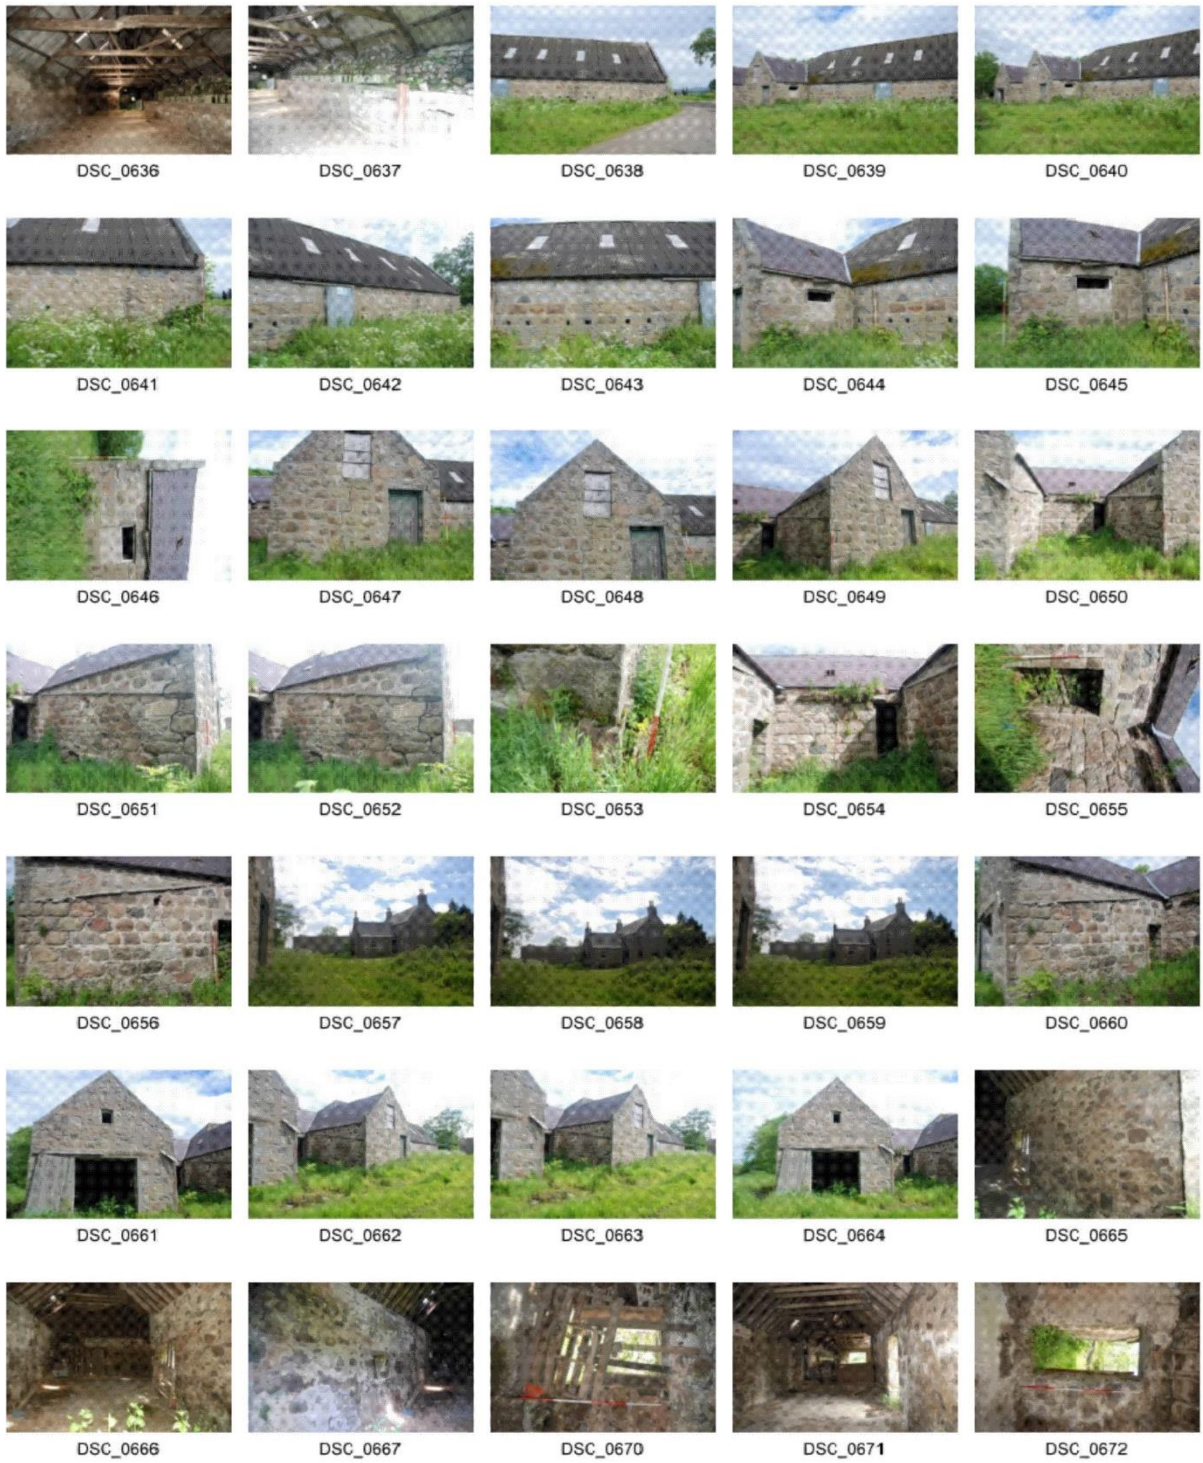 DSC_0636 DSC_0637 DSC_0638 DSC_0639 DSC_0640
DSC_0641 DSC_0642 DSC_0643 DSC_0644 DSC_0645
DSC_0646 DSC_0647 DSC_0648 DSC_0649 DSC_0650
DSC_0651 DSC_0652 DSC_0653 DSC_0654 DSC_0655
DSC_0656 DSC_0657 DSC_0658 DSC_0659 DSC_0660
DSC_0661 DSC_0662 DSC_0663 DSC_0664 DSC_0665
DSC_0666 DSC_0667 DSC_0670 DSC_0671 DSC_0672